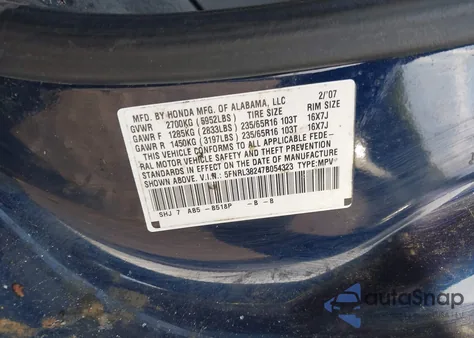 MFD. BY HONDA MFG. OF ALABAMA, LLC 2/'07
GVWR 2700KG (5952LBS) TIRE SIZE RIM SIZE
GAWR F 1285KG (2833LBS) 235/65R16 103T 16X7J
GAWR R 1450KG (3197LBS) 235/65R16 103T 16X7J
THIS VEHICLE CONFORMS TO ALL APPLICABLE FEDE-
RAL MOTOR VEHICLE SAFETY AND THEFT PREVENTION
STANDARDS IN EFFECT ON THE DATE OF MANUFACTURE
SHOWN ABOVE. V.I.N.: 5FNRL38247B054323 TYPE:MPV
SHJ 7 A85 -8518P -B -B
autoSnap